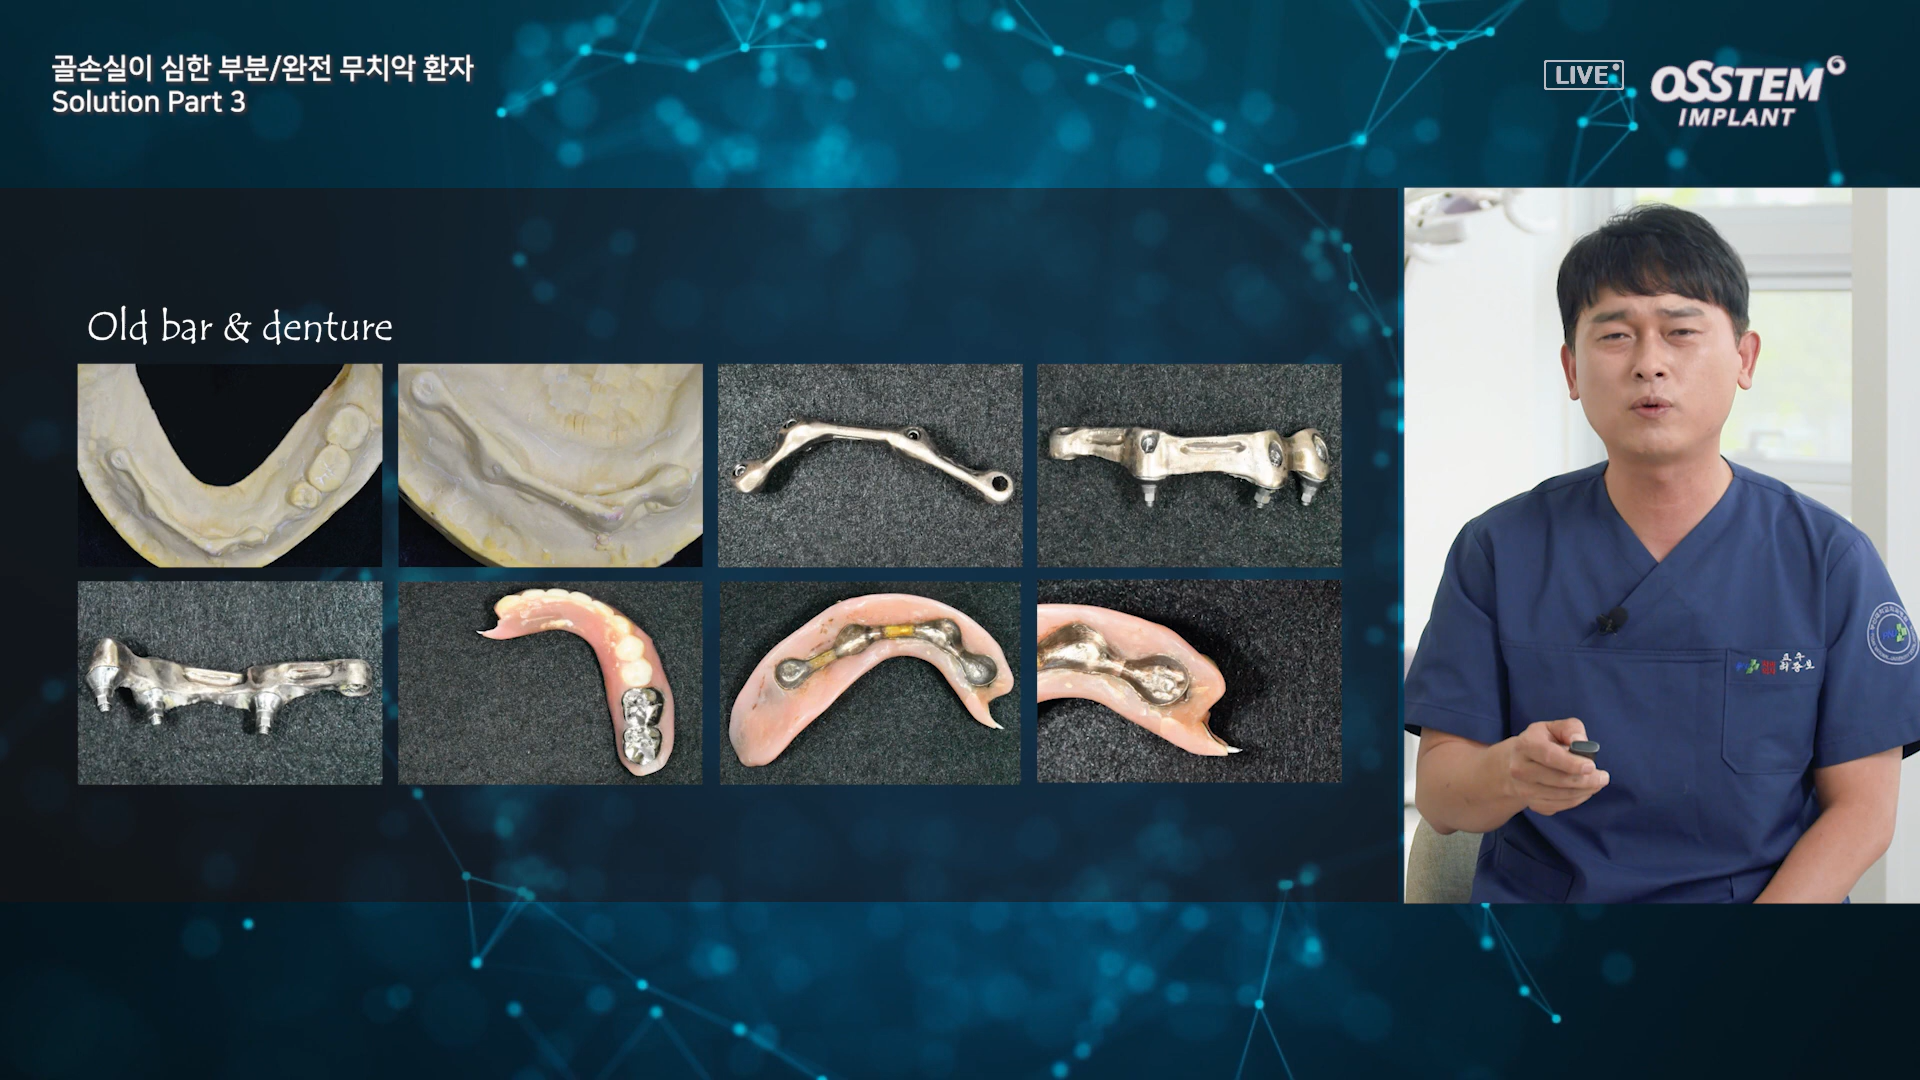 골손실이 심한 부분/완전 무치악 환자
Solution Part 3
LIVE
OSSTEM
IMPLANT
Old bar & denture